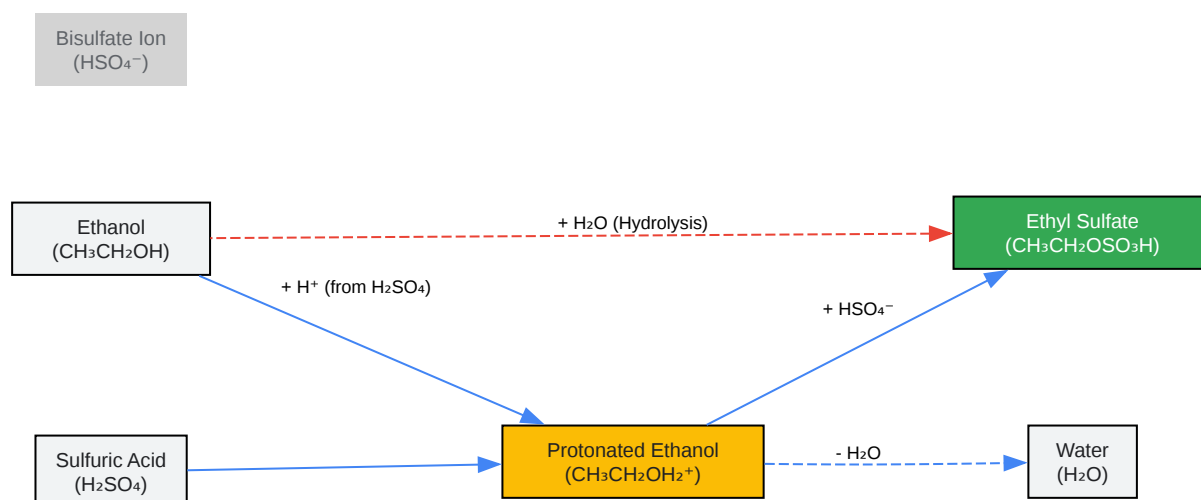 Bisulfate Ion
(HSO₄⁻)
Ethanol
(CH₃CH₂OH)
+ H₂O (Hydrolysis)
Ethyl Sulfate
(CH₃CH₂OSO₃H)
+ H⁺ (from H₂SO₄)
+ HSO₄⁻
Sulfuric Acid
(H₂SO₄)
Protonated Ethanol
(CH₃CH₂OH₂⁺)
- H₂O
Water
(H₂O)